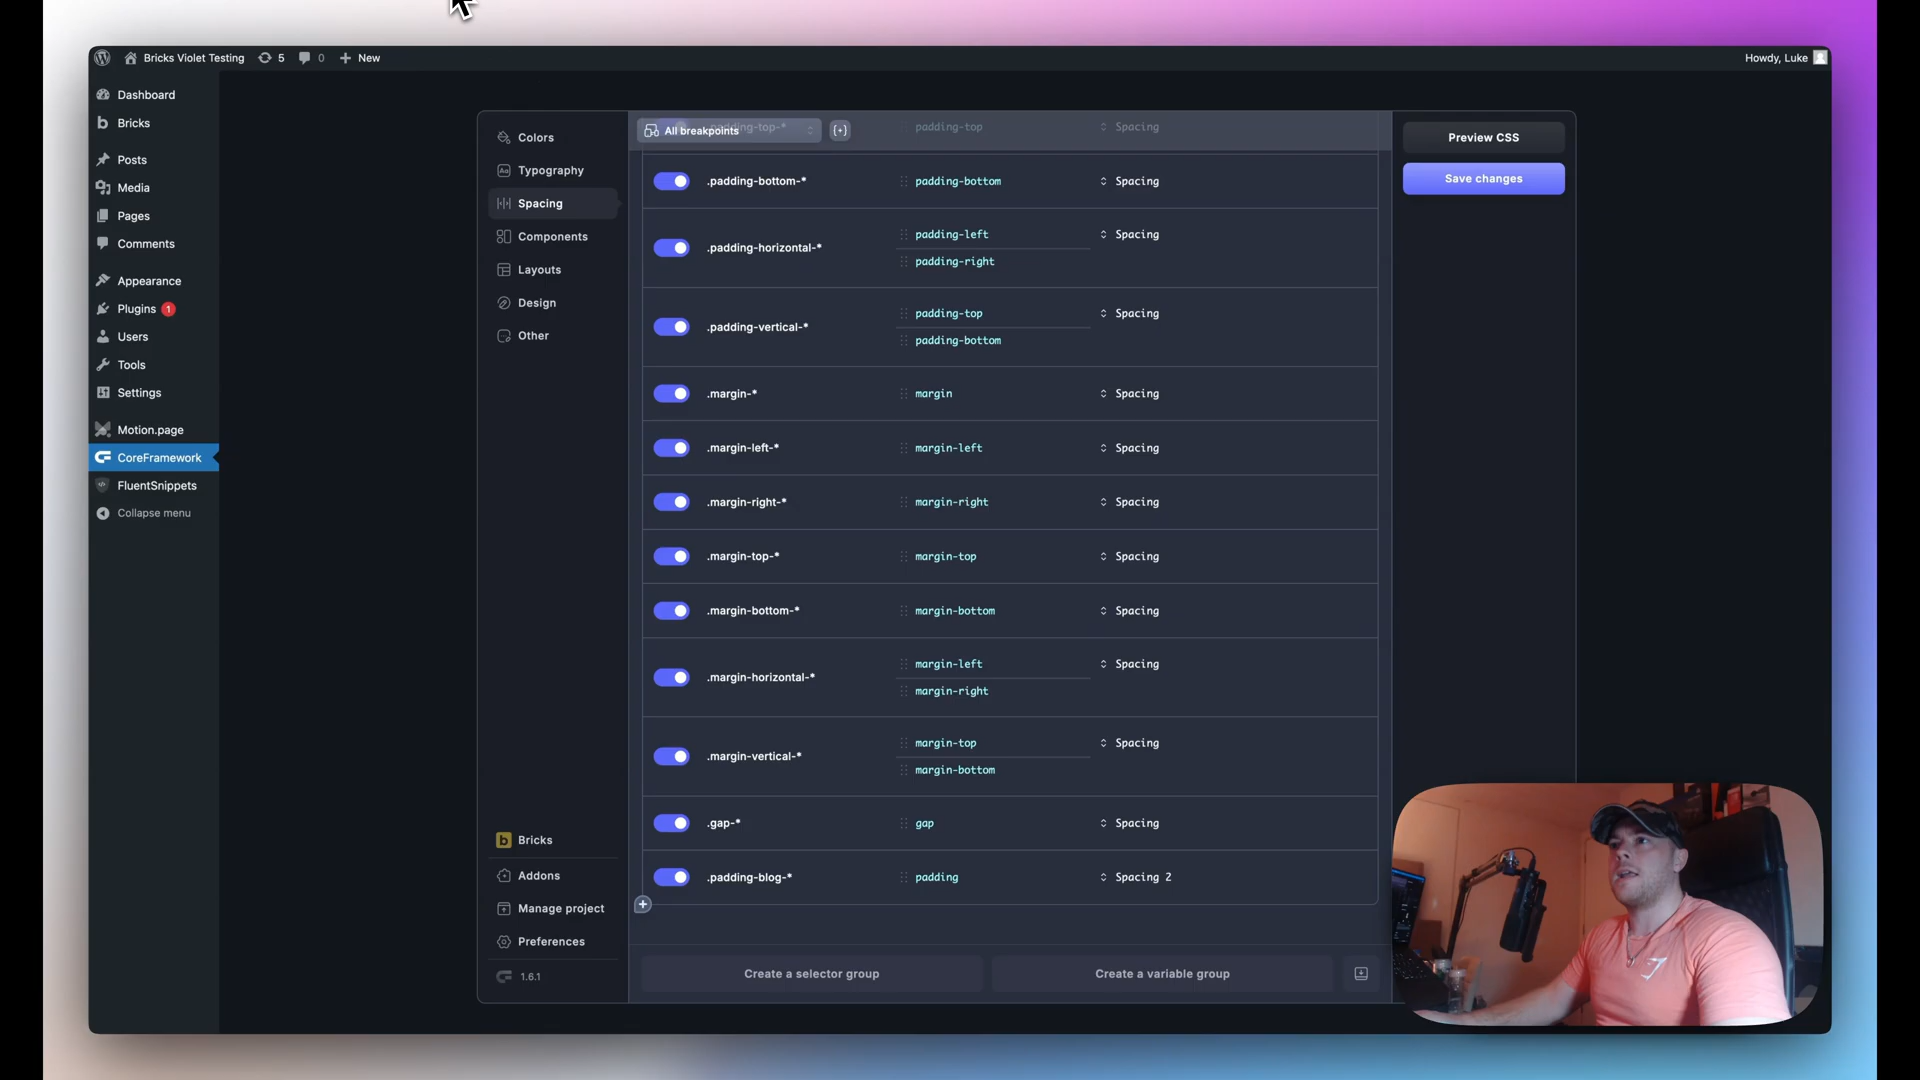 Bricks Violet Testing
5
0
New
Howdy, Luke
Dashboard
Bricks
Posts
Media
Pages
Comments
Appearance
Plugins 1
Users
Tools
Settings
Motion.page
CoreFramework
FluentSnippets
Collapse menu
Colors
Typography
Spacing
Components
Layouts
Design
Other
Bricks
Addons
Manage project
Preferences
1.6.1
All breakpoints
.padding-top-* padding-top Spacing
.padding-bottom-* padding-bottom Spacing
.padding-horizontal-* padding-left Spacing
padding-right
.padding-vertical-* padding-top Spacing
padding-bottom
.margin-* margin Spacing
.margin-left-* margin-left Spacing
.margin-right-* margin-right Spacing
.margin-top-* margin-top Spacing
.margin-bottom-* margin-bottom Spacing
.margin-horizontal-* margin-left Spacing
margin-right
.margin-vertical-* margin-top Spacing
margin-bottom
.gap-* gap Spacing
.padding-blog-* padding Spacing 2
Create a selector group
Create a variable group
Preview CSS
Save changes